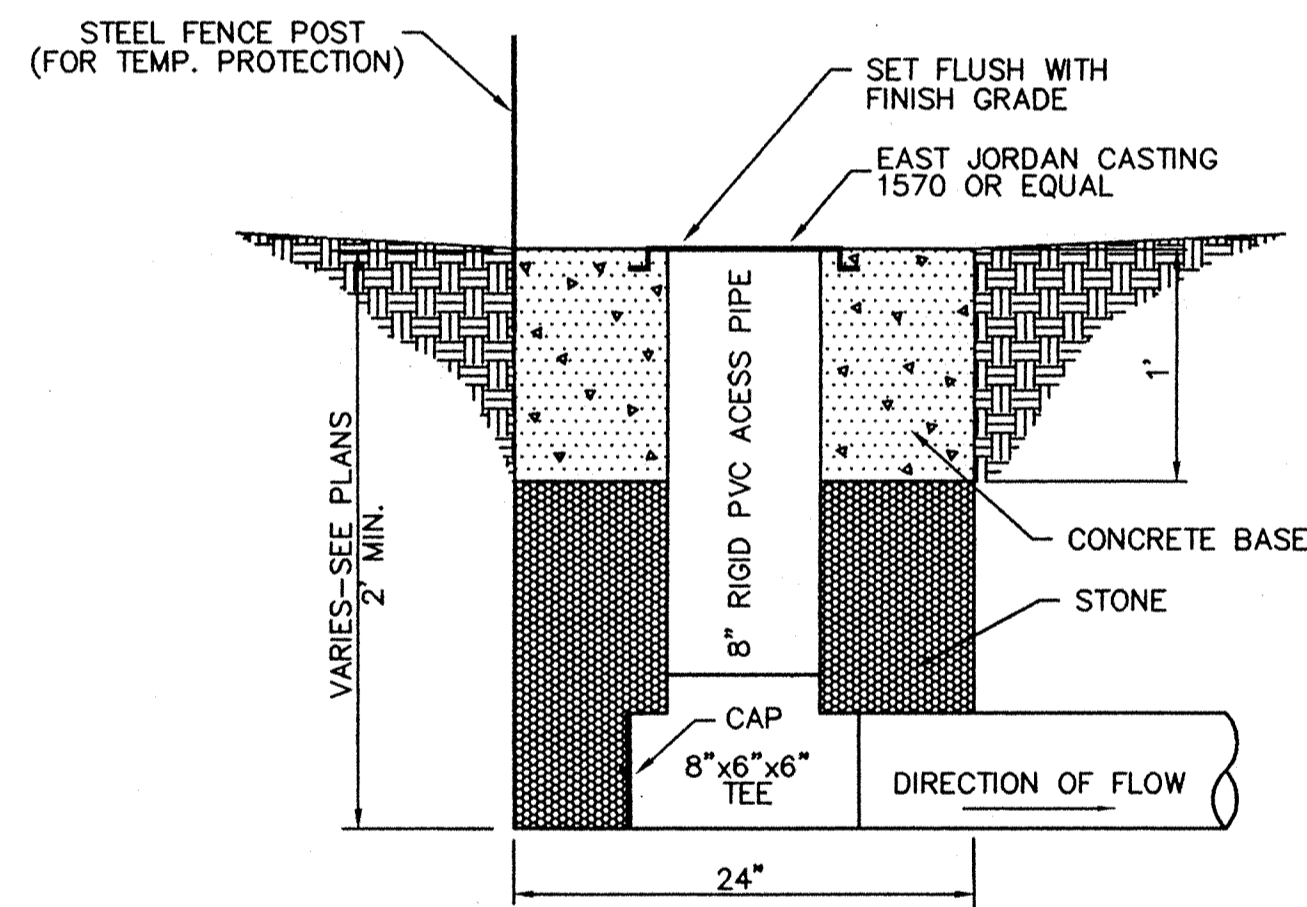 STEEL FENCE POST
(FOR TEMP. PROTECTION)
SET FLUSH WITH
FINISH GRADE
EAST JORDAN CASTING
1570 OR EQUAL
VARIES-SEE PLANS
2' MIN.
8" RIGID PVC ACESS PIPE
1'
CONCRETE BASE
STONE
CAP
8"x6"x6"
TEE
DIRECTION OF FLOW
24"